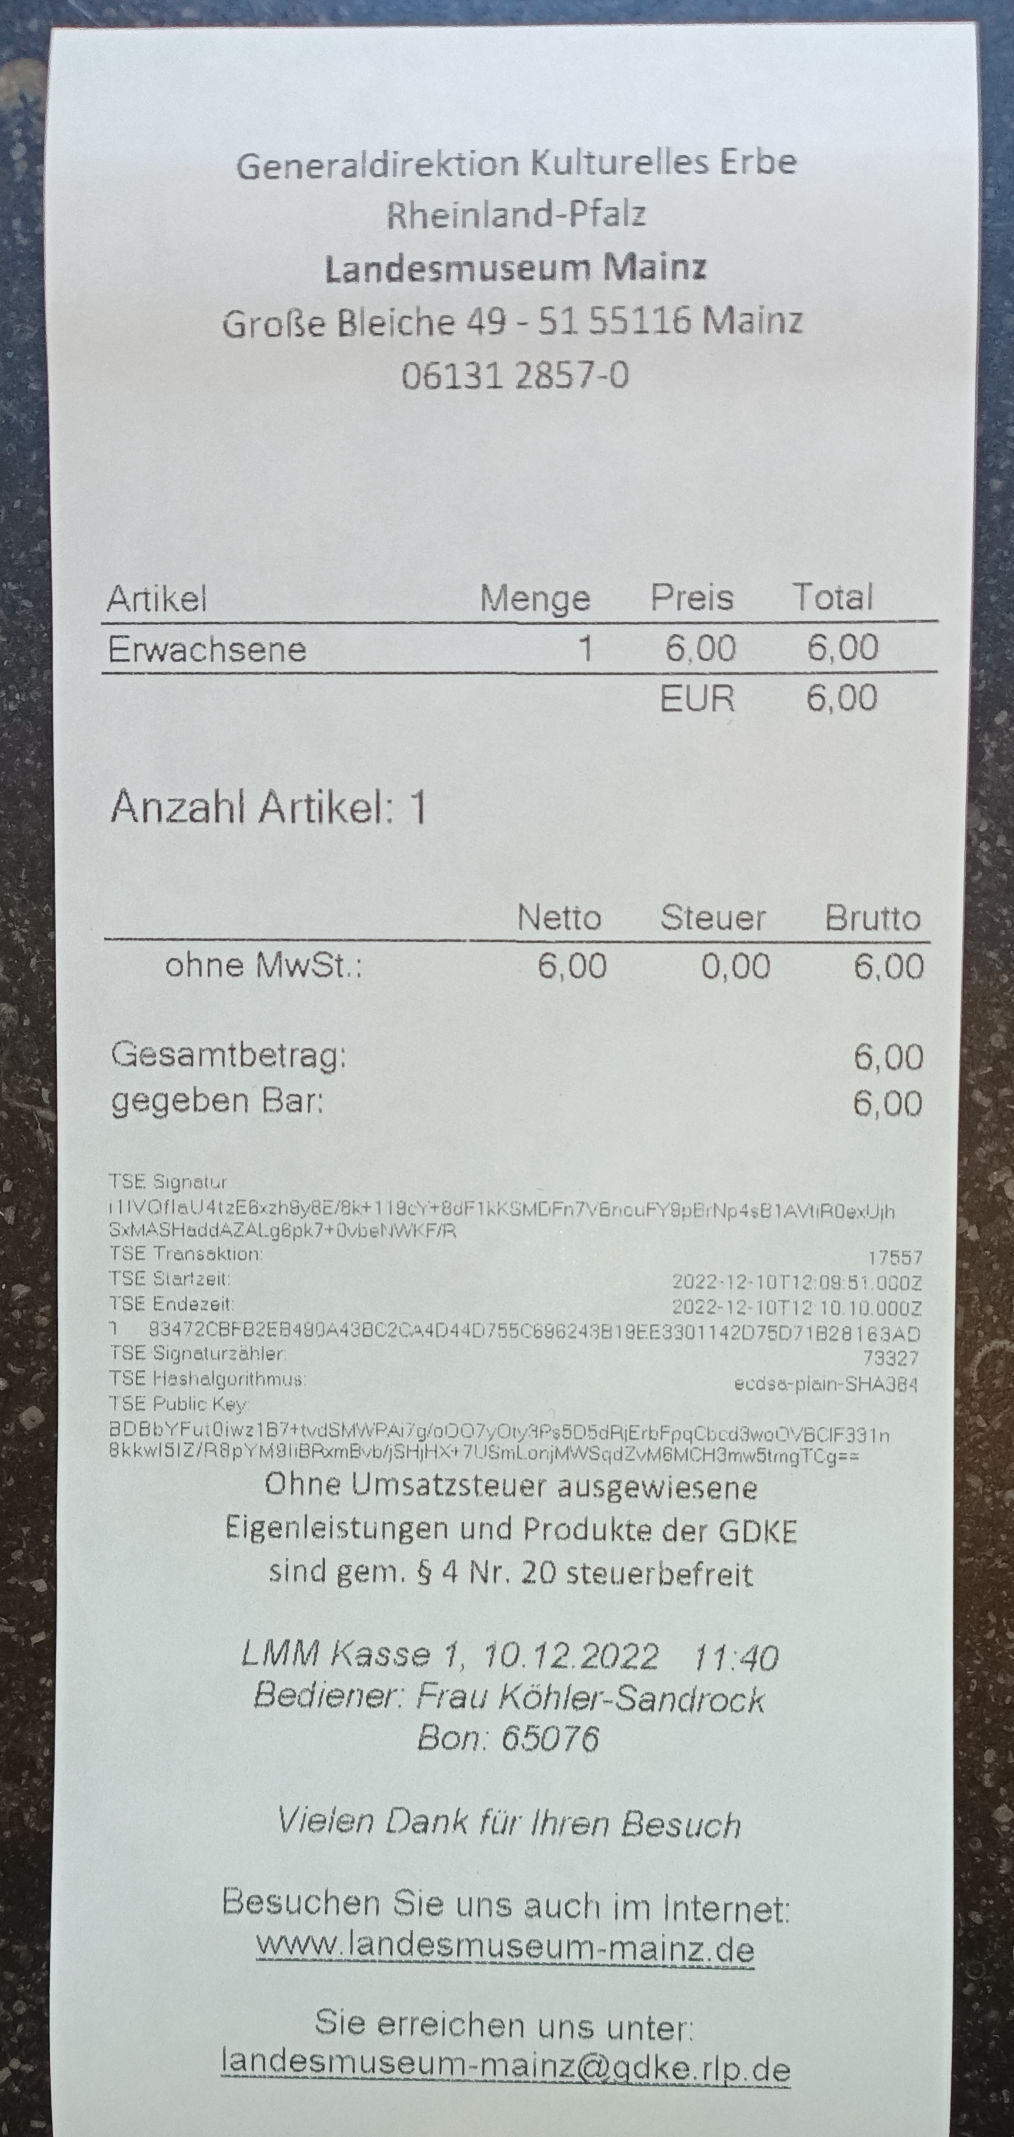 Generaldirektion Kulturelles Erbe
Rheinland-Pfalz
Landesmuseum Mainz
Große Bleiche 49 - 51 55116 Mainz
06131 2857-0
Artikel Menge Preis Total
Erwachsene 1 6,00 6,00
EUR 6,00
Anzahl Artikel: 1
Netto Steuer Brutto
ohne MwSt.: 6,00 0,00 6,00
Gesamtbetrag: 6,00
gegeben Bar: 6,00
TSE Signatur
TSE Transaktion: 17557
TSE Startzeit: 2022-12-10T12:09:51.000Z
TSE Endezeit: 2022-12-10T12:10:10.000Z
1
TSE Signaturzähler: 73327
TSE Hashalgorithmus: ecdsa-plain-SHA384
TSE Public Key:
Ohne Umsatzsteuer ausgewiesene
Eigenleistungen und Produkte der GDKE
sind gem. § 4 Nr. 20 steuerbefreit
LMM Kasse 1, 10.12.2022 11:40
Bediener: Frau Köhler-Sandrock
Bon: 65076
Vielen Dank für Ihren Besuch
Besuchen Sie uns auch im Internet:
www.landesmuseum-mainz.de
Sie erreichen uns unter:
landesmuseum-mainz@gdke.rlp.de